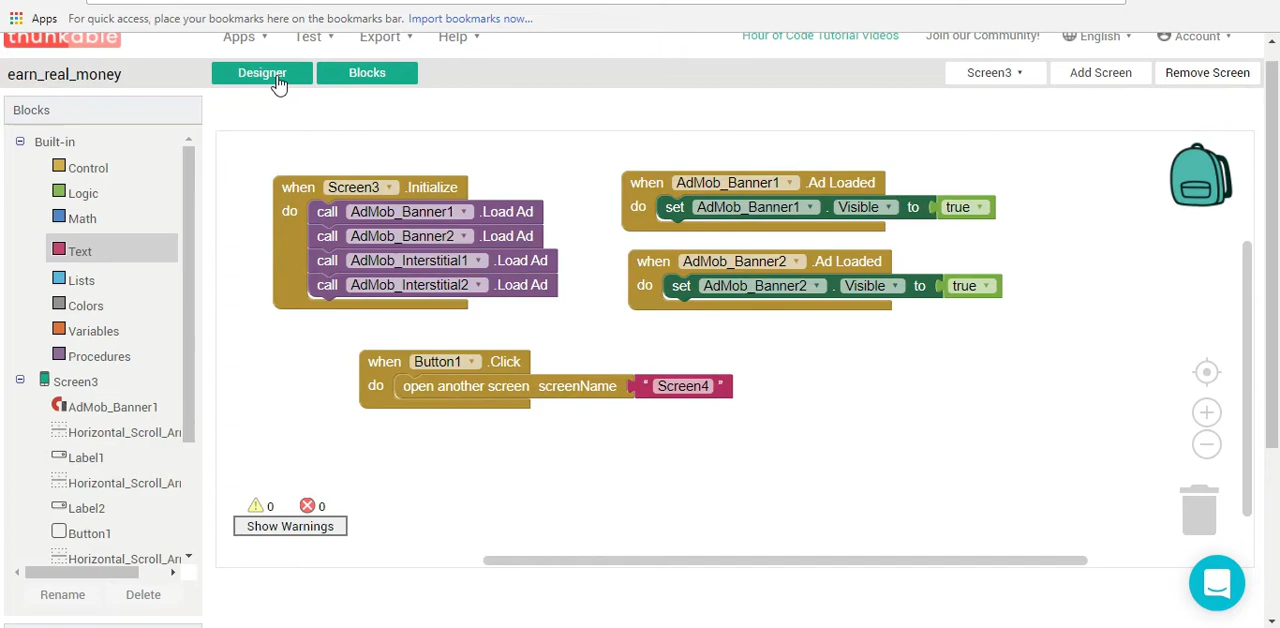 Apps For quick access, place your bookmarks here on the bookmarks bar. Import bookmarks now...
thunkable Apps Test Export Help Hour of Code Tutorial Videos Join our Community! English Account
earn_real_money Designer Blocks Screen3 Add Screen Remove Screen
Blocks
Built-in
Control
Logic
Math
Text
Lists
Colors
Variables
Procedures
Screen3
AdMob_Banner1
Horizontal_Scroll_Arr
Label1
Horizontal_Scroll_Arr
Label2
Button1
Horizontal_Scroll_Arr
Rename Delete
when Screen3 .Initialize
do call AdMob_Banner1 .Load Ad
call AdMob_Banner2 .Load Ad
call AdMob_Interstitial1 .Load Ad
call AdMob_Interstitial2 .Load Ad
when AdMob_Banner1 .Ad Loaded
do set AdMob_Banner1 . Visible to true
when AdMob_Banner2 .Ad Loaded
do set AdMob_Banner2 . Visible to true
when Button1 .Click
do open another screen screenName " Screen4 "
0 0
Show Warnings